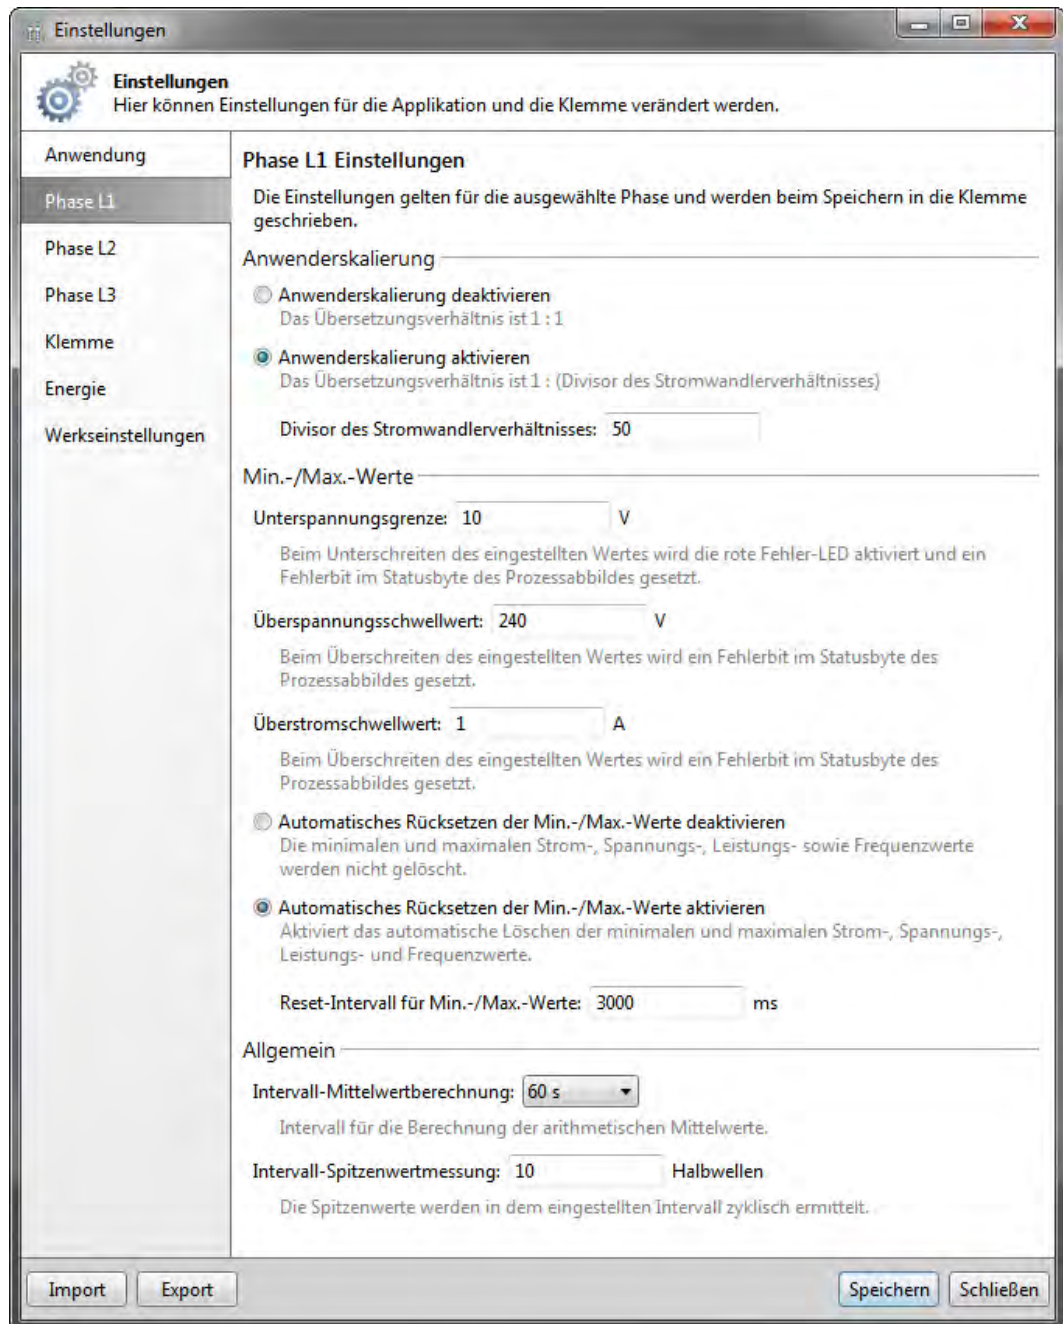 Einstellungen
Einstellungen
Hier können Einstellungen für die Applikation und die Klemme verändert werden.
Anwendung
Phase L1
Phase L2
Phase L3
Klemme
Energie
Werkseinstellungen
Phase L1 Einstellungen
Die Einstellungen gelten für die ausgewählte Phase und werden beim Speichern in die Klemme
geschrieben.
Anwenderskalierung
Anwenderskalierung deaktivieren
Das Übersetzungsverhältnis ist 1 : 1
Anwenderskalierung aktivieren
Das Übersetzungsverhältnis ist 1 : (Divisor des Stromwandlerverhältnisses)
Divisor des Stromwandlerverhältnisses: 50
Min.-/Max.-Werte
Unterspannungsgrenze: 10 V
Beim Unterschreiten des eingestellten Wertes wird die rote Fehler-LED aktiviert und ein
Fehlerbit im Statusbyte des Prozessabbildes gesetzt.
Überspannungsschwellwert: 240 V
Beim Überschreiten des eingestellten Wertes wird ein Fehlerbit im Statusbyte des
Prozessabbildes gesetzt.
Überstromschwellwert: 1 A
Beim Überschreiten des eingestellten Wertes wird ein Fehlerbit im Statusbyte des
Prozessabbildes gesetzt.
Automatisches Rücksetzen der Min.-/Max.-Werte deaktivieren
Die minimalen und maximalen Strom-, Spannungs-, Leistungs- sowie Frequenzwerte
werden nicht gelöscht.
Automatisches Rücksetzen der Min.-/Max.-Werte aktivieren
Aktiviert das automatische Löschen der minimalen und maximalen Strom-, Spannungs-,
Leistungs- und Frequenzwerte.
Reset-Intervall für Min.-/Max.-Werte: 3000 ms
Allgemein
Intervall-Mittelwertberechnung: 60 s
Intervall für die Berechnung der arithmetischen Mittelwerte.
Intervall-Spitzenwertmessung: 10 Halbwellen
Die Spitzenwerte werden in dem eingestellten Intervall zyklisch ermittelt.
Import Export Speichern Schließen